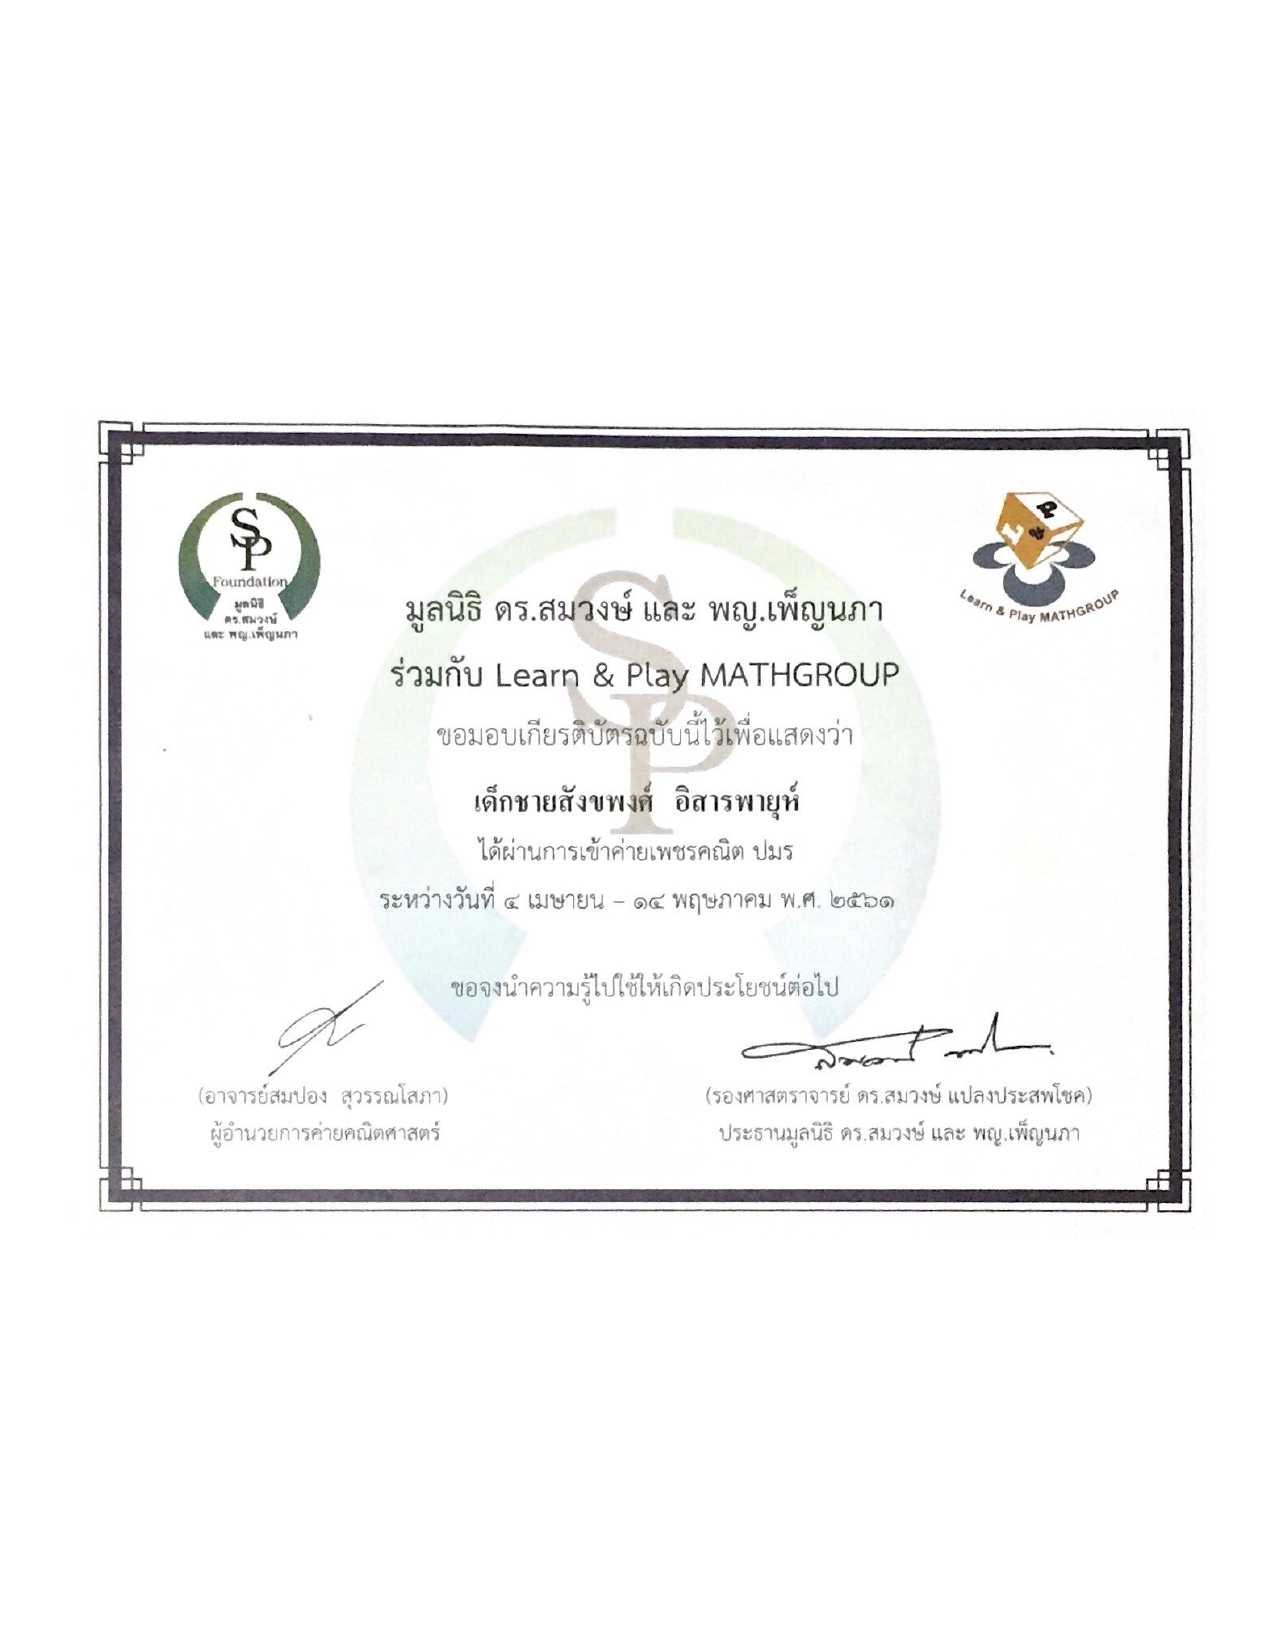 SP
Foundation
มูลนิธิ
ดร.สมวงษ์
และ พญ.เพ็ญนภา
L & P
Learn & Play MATHGROUP
มูลนิธิ ดร.สมวงษ์ และ พญ.เพ็ญนภา
ร่วมกับ Learn & Play MATHGROUP
ขอมอบเกียรติบัตรฉบับนี้ไว้เพื่อแสดงว่า
เด็กชายสังขพงศ์ อิสารพายุห์
ได้ผ่านการเข้าค่ายเพชรคณิต ปมร
ระหว่างวันที่ ๔ เมษายน – ๑๔ พฤษภาคม พ.ศ. ๒๕๖๑
ขอจงนำความรู้ไปใช้ให้เกิดประโยชน์ต่อไป
(อาจารย์สมปอง สุวรรณโสภา)
ผู้อำนวยการค่ายคณิตศาสตร์
(รองศาสตราจารย์ ดร.สมวงษ์ แปลงประสพโชค)
ประธานมูลนิธิ ดร.สมวงษ์ และ พญ.เพ็ญนภา